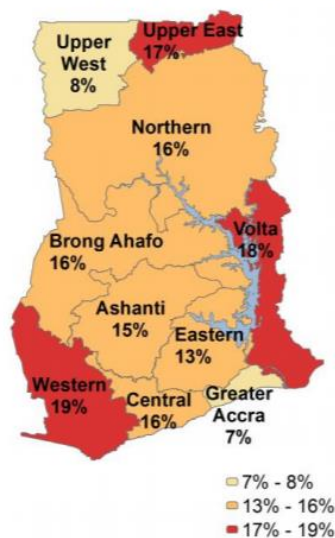 Upper
West
8%
Upper East
17%
Northern
16%
Brong Ahafo
16%
Volta
18%
Ashanti
15%
Eastern
13%
Western
19%
Central
16%
Greater
Accra
7%
7% - 8%
13% - 16%
17% - 19%